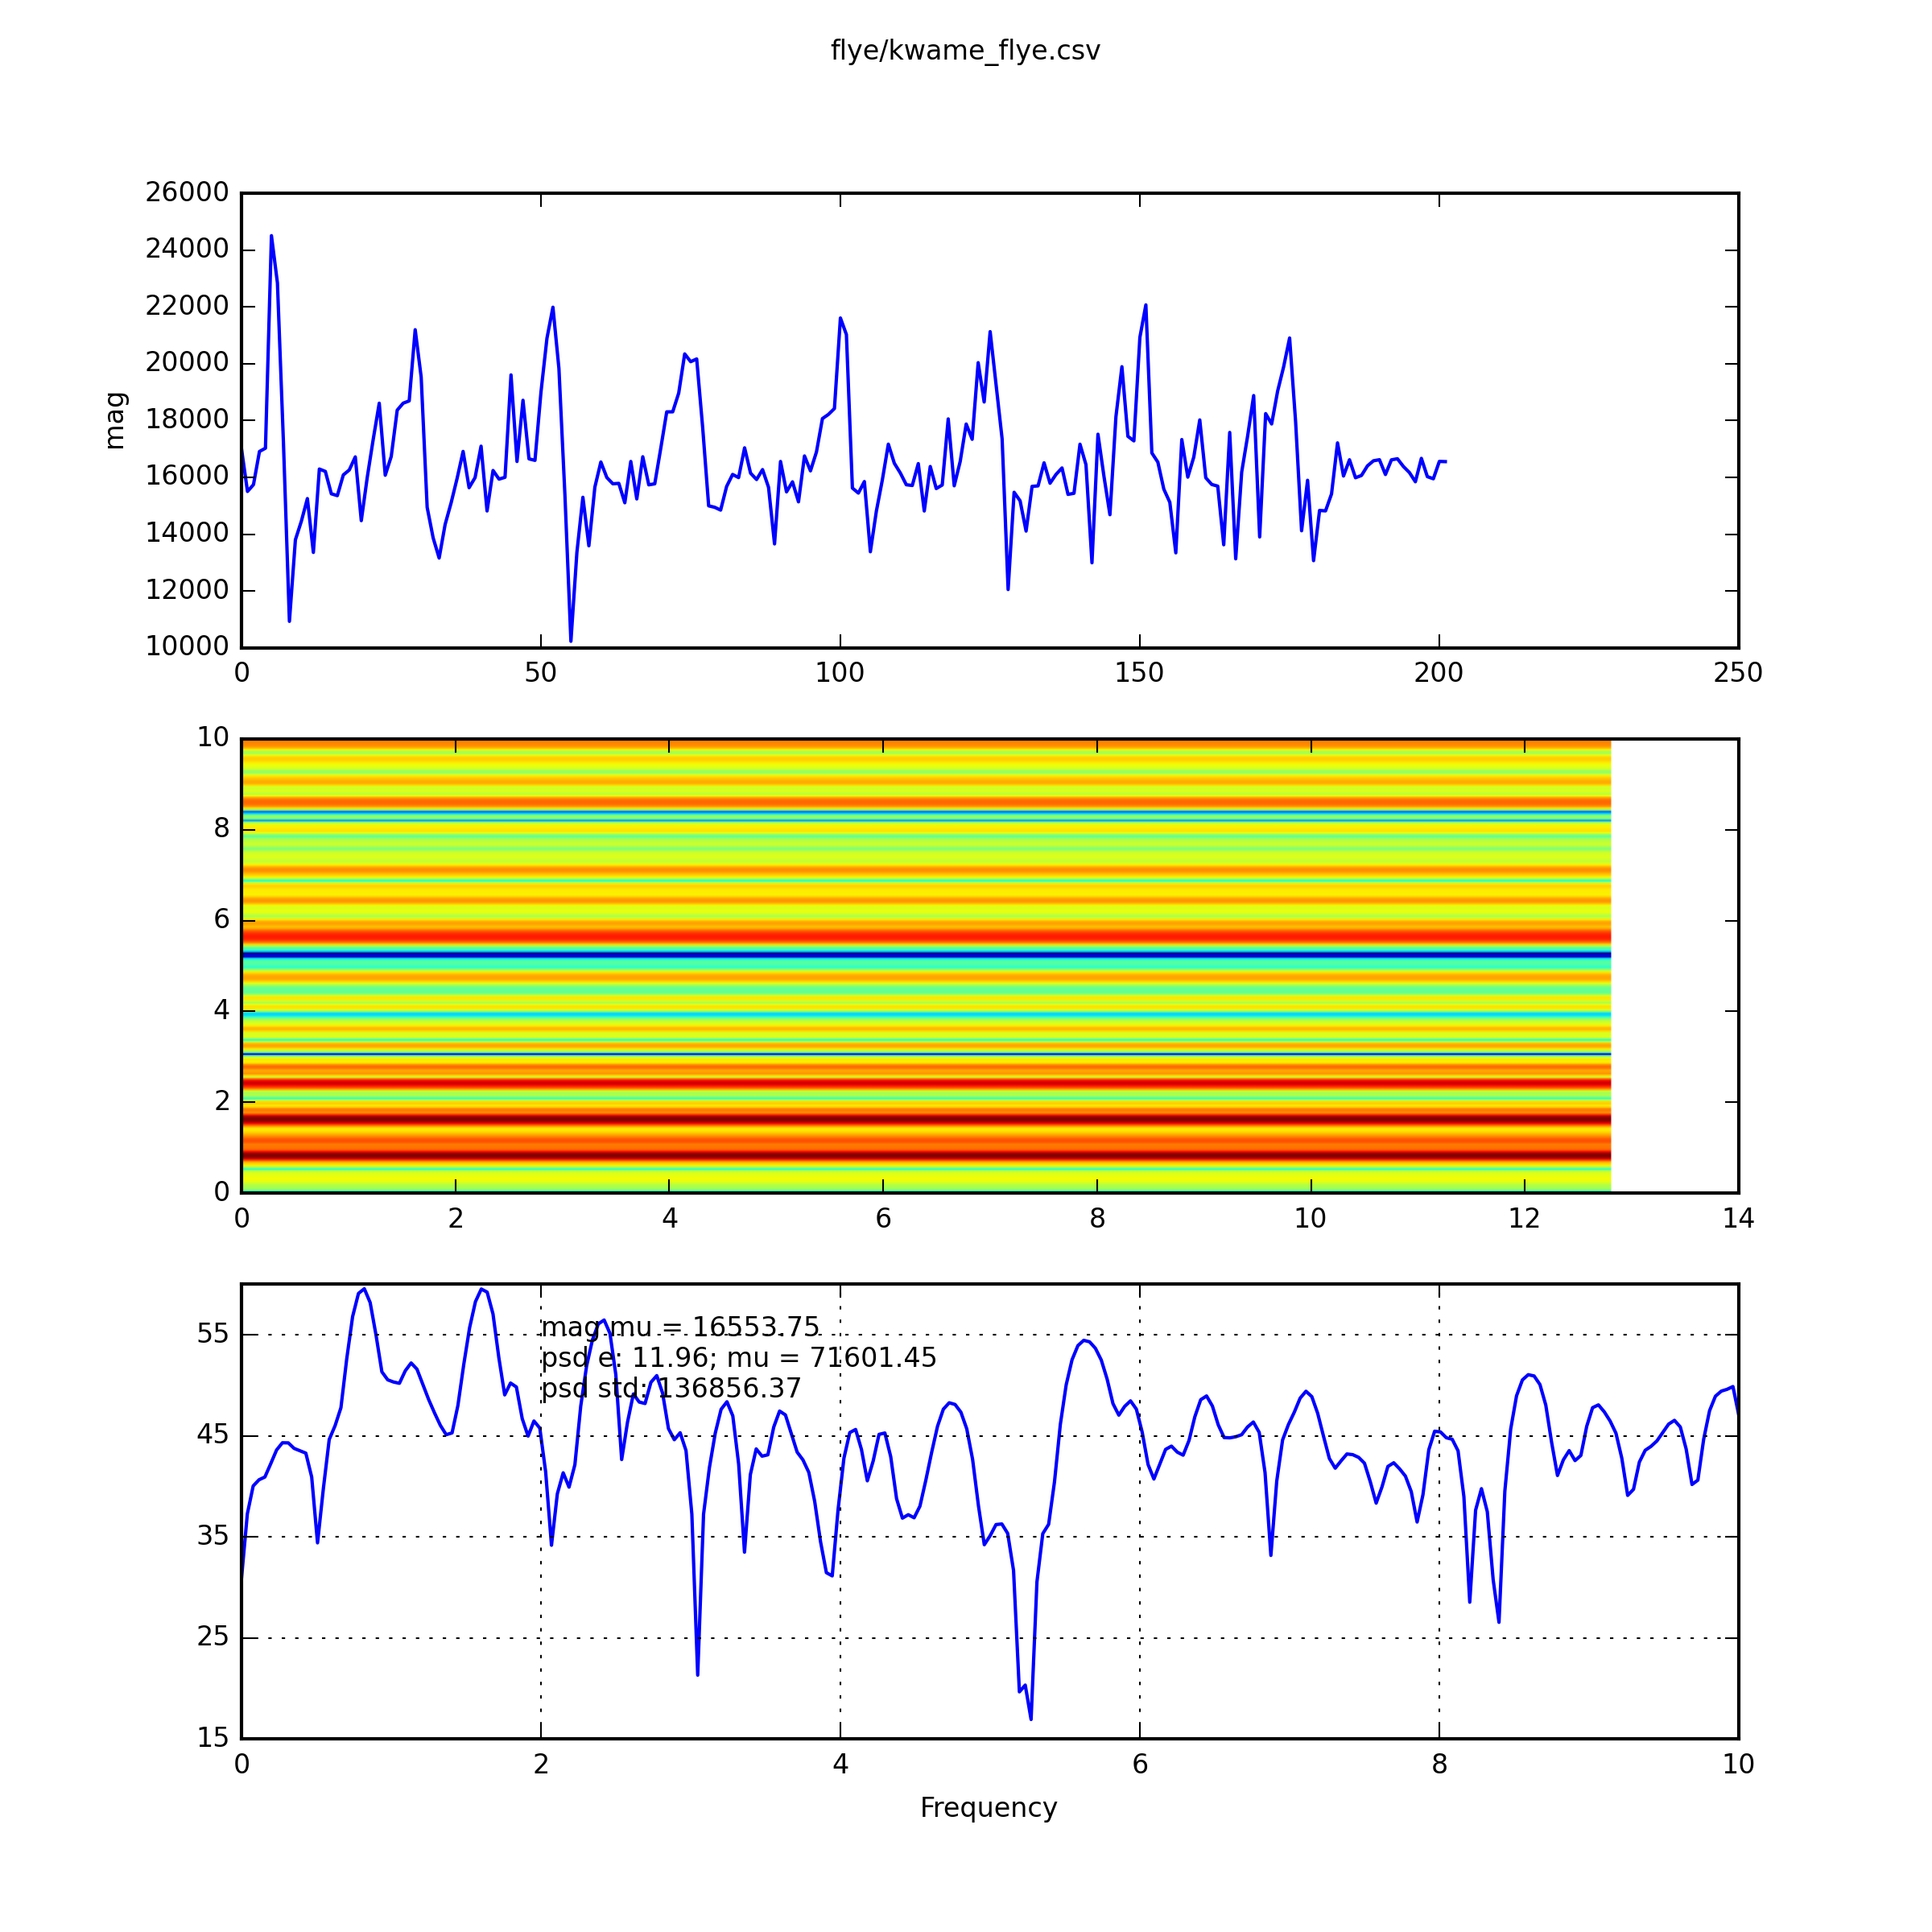 flye/kwame_flye.csv
26000
24000
22000
20000
18000
16000
14000
12000
10000
mag
0 50 100 150 200 250
10
8
6
4
2
0
0 2 4 6 8 10 12 14
55
45
35
25
15
mag mu = 16553.75
psd e: 11.96; mu = 71601.45
psd std: 136856.37
0 2 4 6 8 10
Frequency